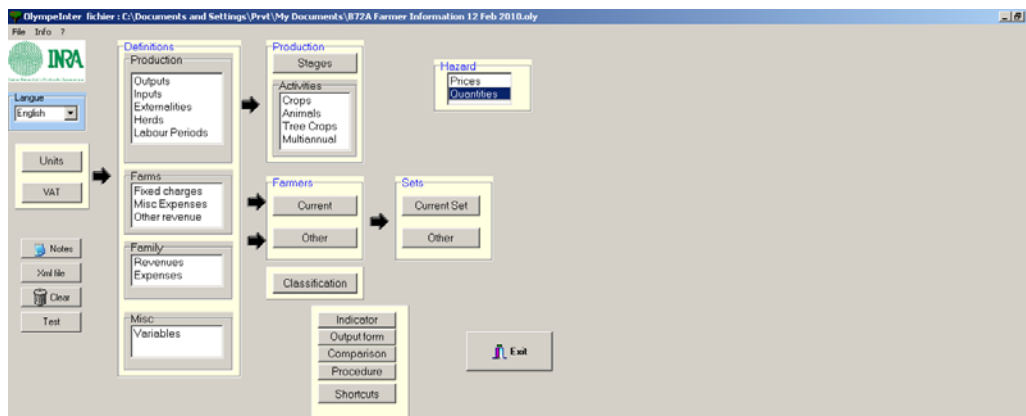 OlympeInter fichier : C:\Documents and Settings\Prvt\My Documents\B72A Farmer Information 12 Feb 2010.oly
File Info ?
INRA
Langue
English
Units
VAT
Notes
Xml file
Clear
Test
Definitions
Production
Outputs
Inputs
Externalities
Herds
Labour Periods
Farms
Fixed charges
Misc Expenses
Other revenue
Family
Revenues
Expenses
Misc
Variables
Production
Stages
Activities
Crops
Animals
Tree Crops
Multiannual
Farmers
Current
Other
Classification
Indicator
Output form
Comparison
Procedure
Shortcuts
Sets
Current Set
Other
Hazard
Prices
Quantities
Exit